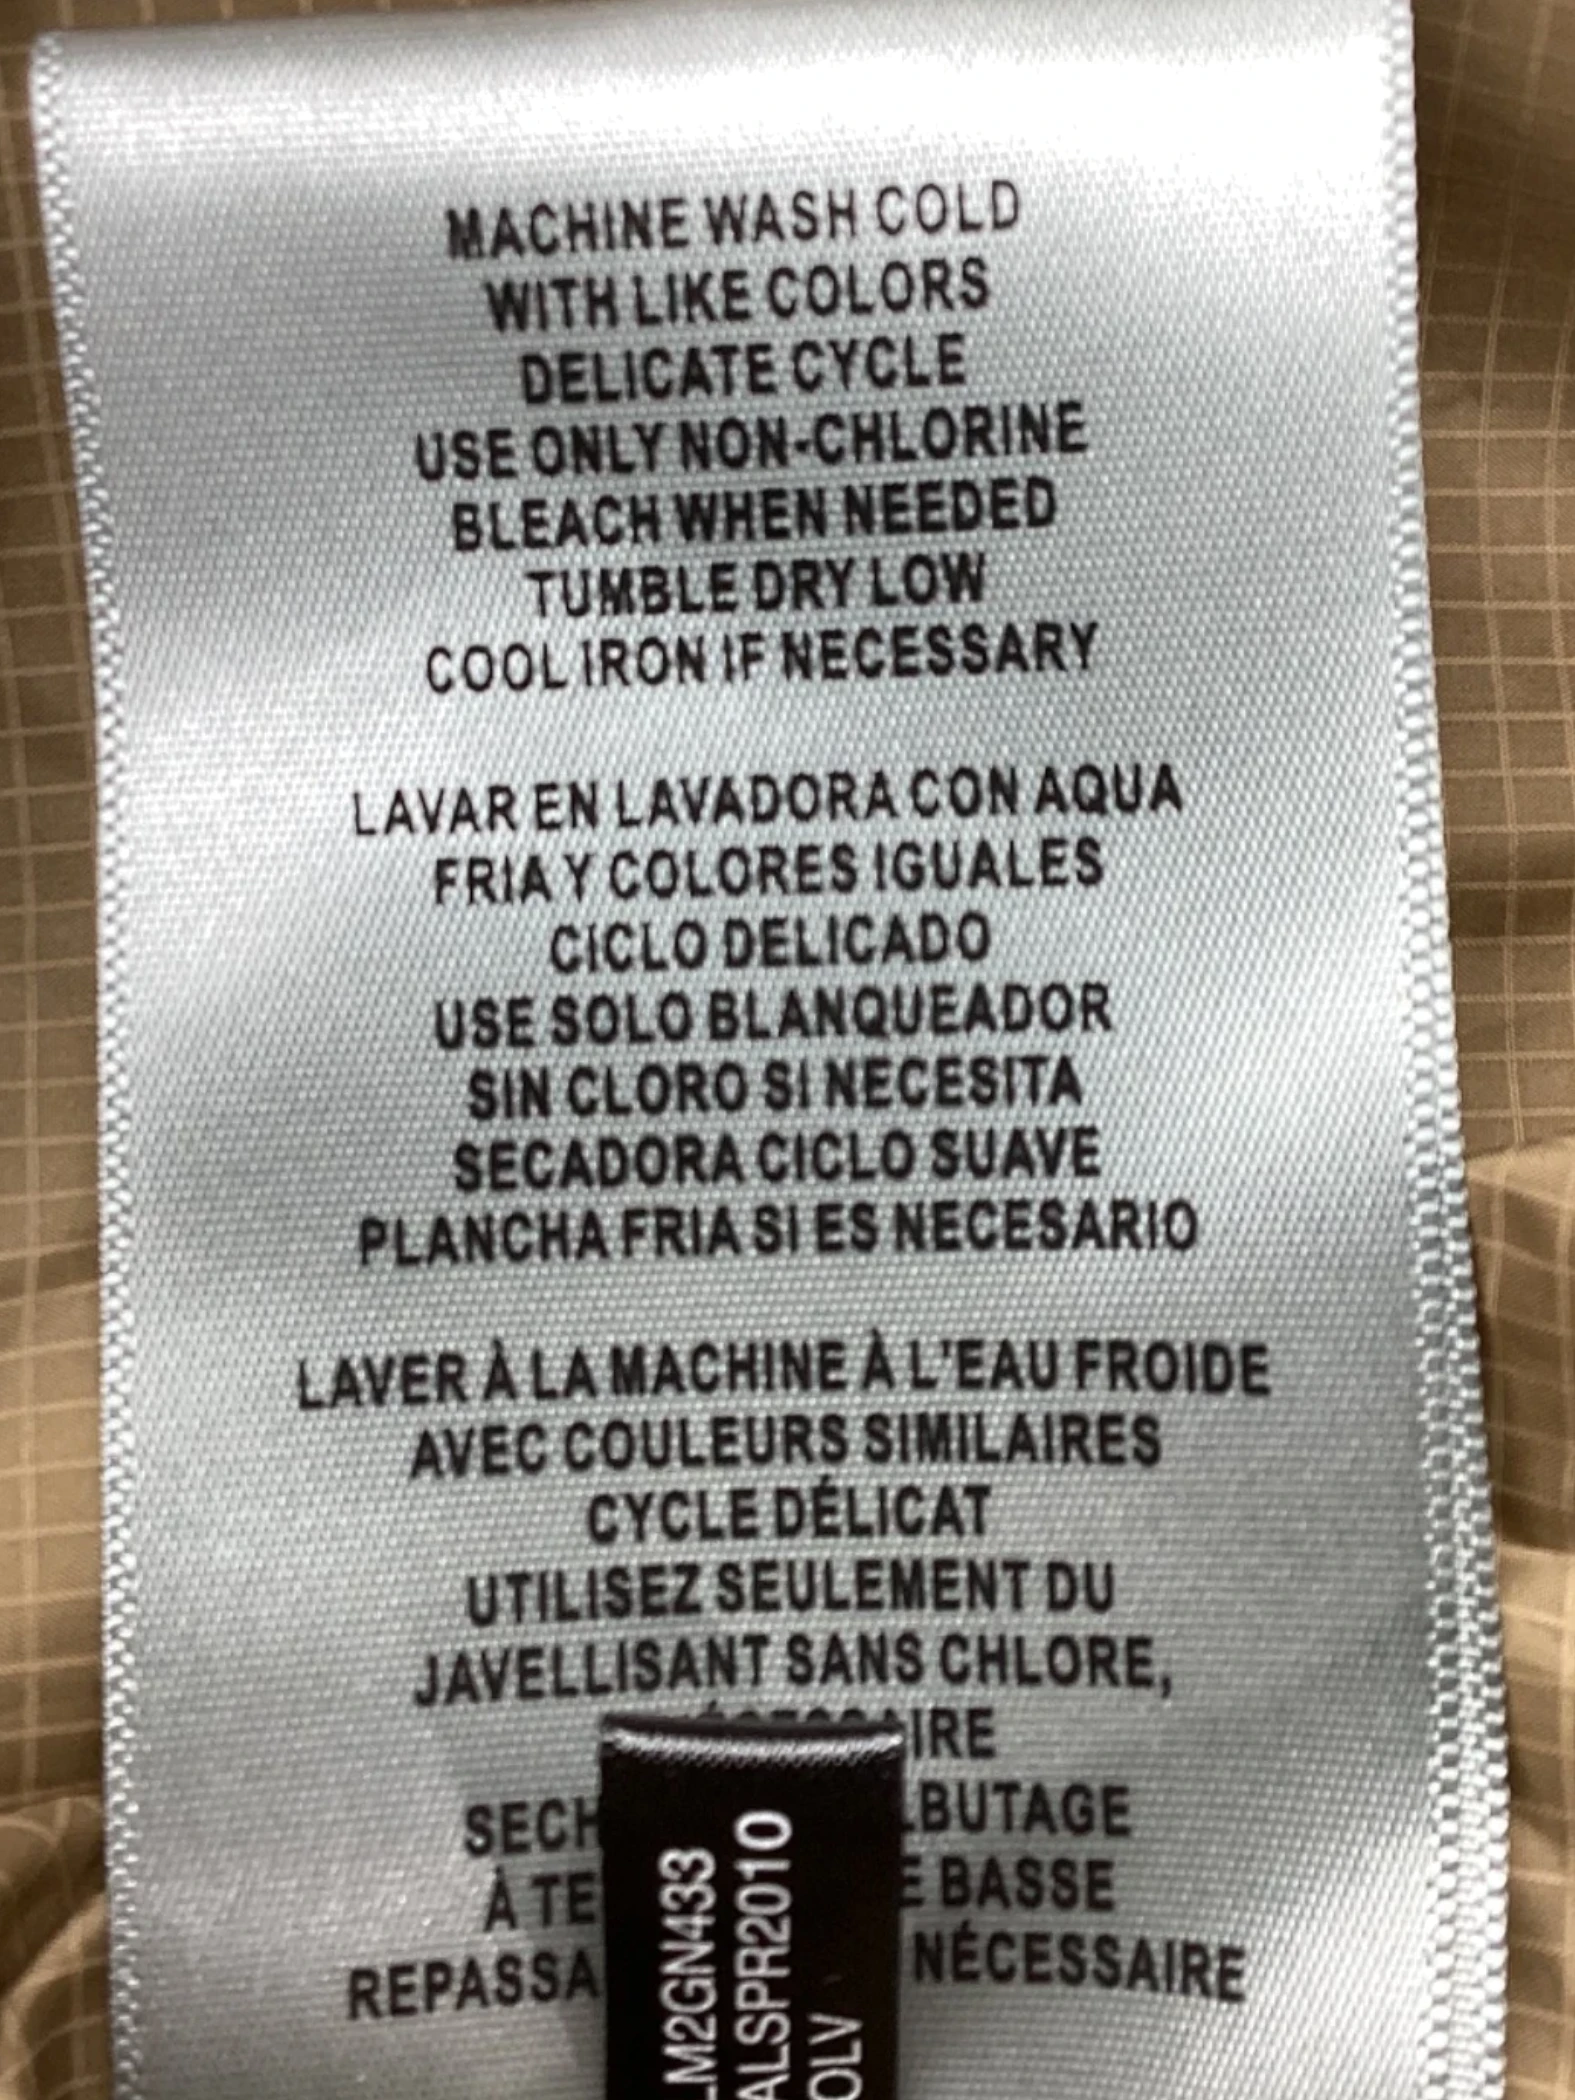 MACHINE WASH COLD
WITH LIKE COLORS
DELICATE CYCLE
USE ONLY NON-CHLORINE
BLEACH WHEN NEEDED
TUMBLE DRY LOW
COOL IRON IF NECESSARY
LAVAR EN LAVADORA CON AQUA
FRIA Y COLORES IGUALES
CICLO DELICADO
USE SOLO BLANQUEADOR
SIN CLORO SI NECESITA
SECADORA CICLO SUAVE
PLANCHA FRIA SI ES NECESARIO
LAVER À LA MACHINE À L'EAU FROIDE
AVEC COULEURS SIMILAIRES
CYCLE DÉLICAT
UTILISEZ SEULEMENT DU
JAVELLISANT SANS CHLORE,
BASSE
NÉCESSAIRE
LM2GN433
ALSPR2010
OLV